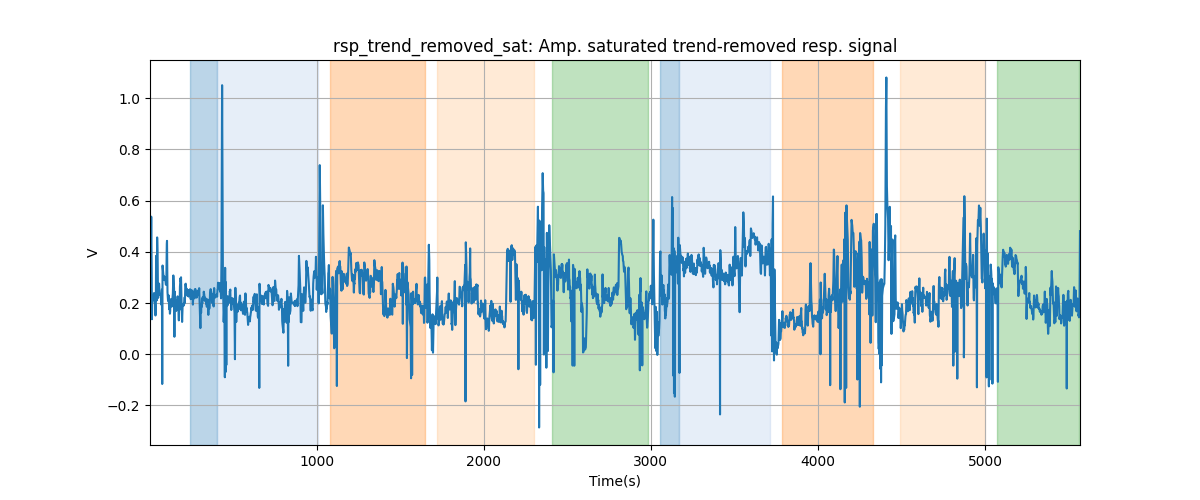 rsp_trend_removed_sat: Amp. saturated trend-removed resp. signal
1.0
0.8
0.6
0.4
0.2
0.0
−0.2
V
1000 2000 3000 4000 5000
Time(s)